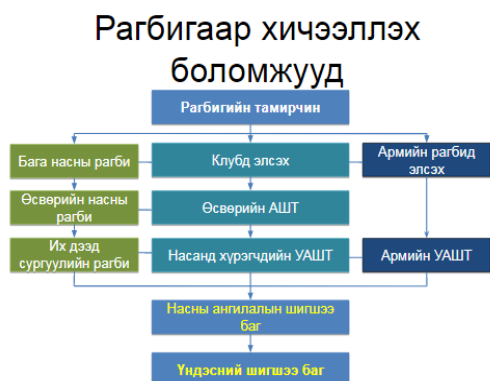 Рагбигаар хичээллэх
боломжууд
Рагбигийн тамирчин
Бага насны рагби
Клубд элсэх
Армийн рагбид
элсэх
Өсвөрийн насны
рагби
Өсвөрийн АШТ
Их дээд
сургуулийн рагби
Насанд хүрэгчдийн УАШТ
Армийн УАШТ
Насны ангилалын шигшээ
баг
Үндэсний шигшээ баг